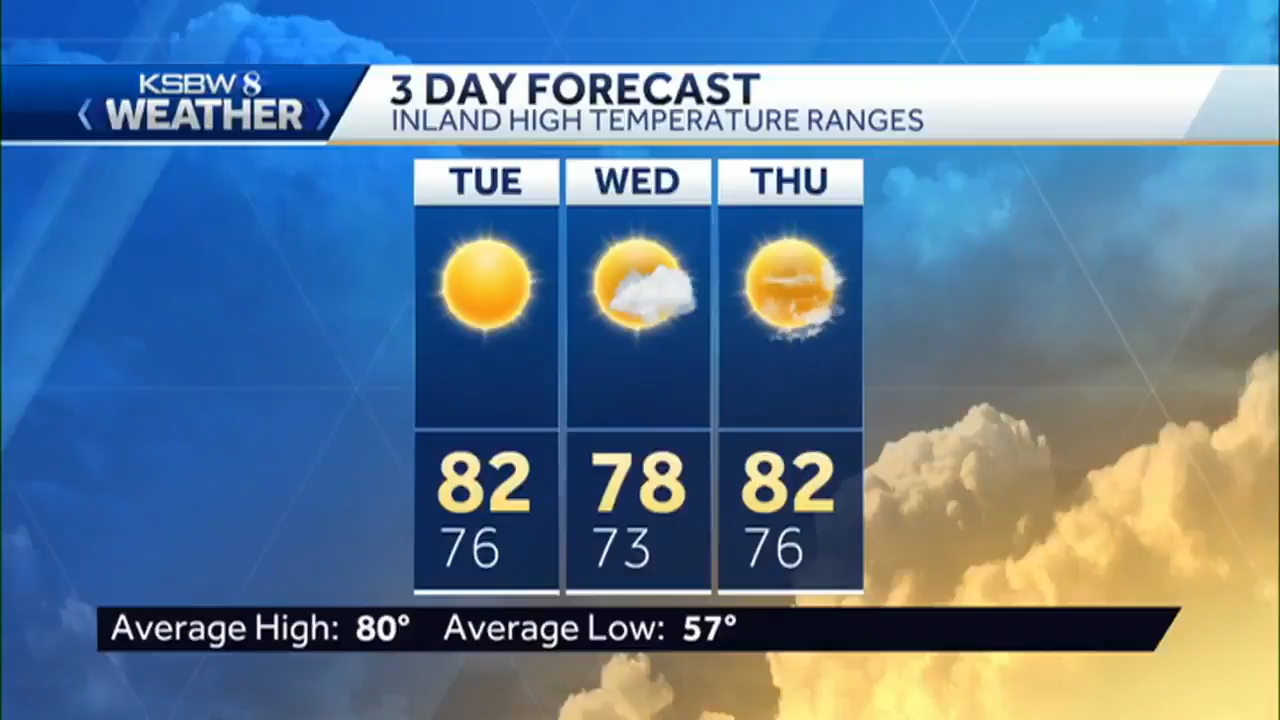 KSBW 8
WEATHER
3 DAY FORECAST
INLAND HIGH TEMPERATURE RANGES
TUE WED THU
82 78 82
76 73 76
Average High: 80° Average Low: 57°